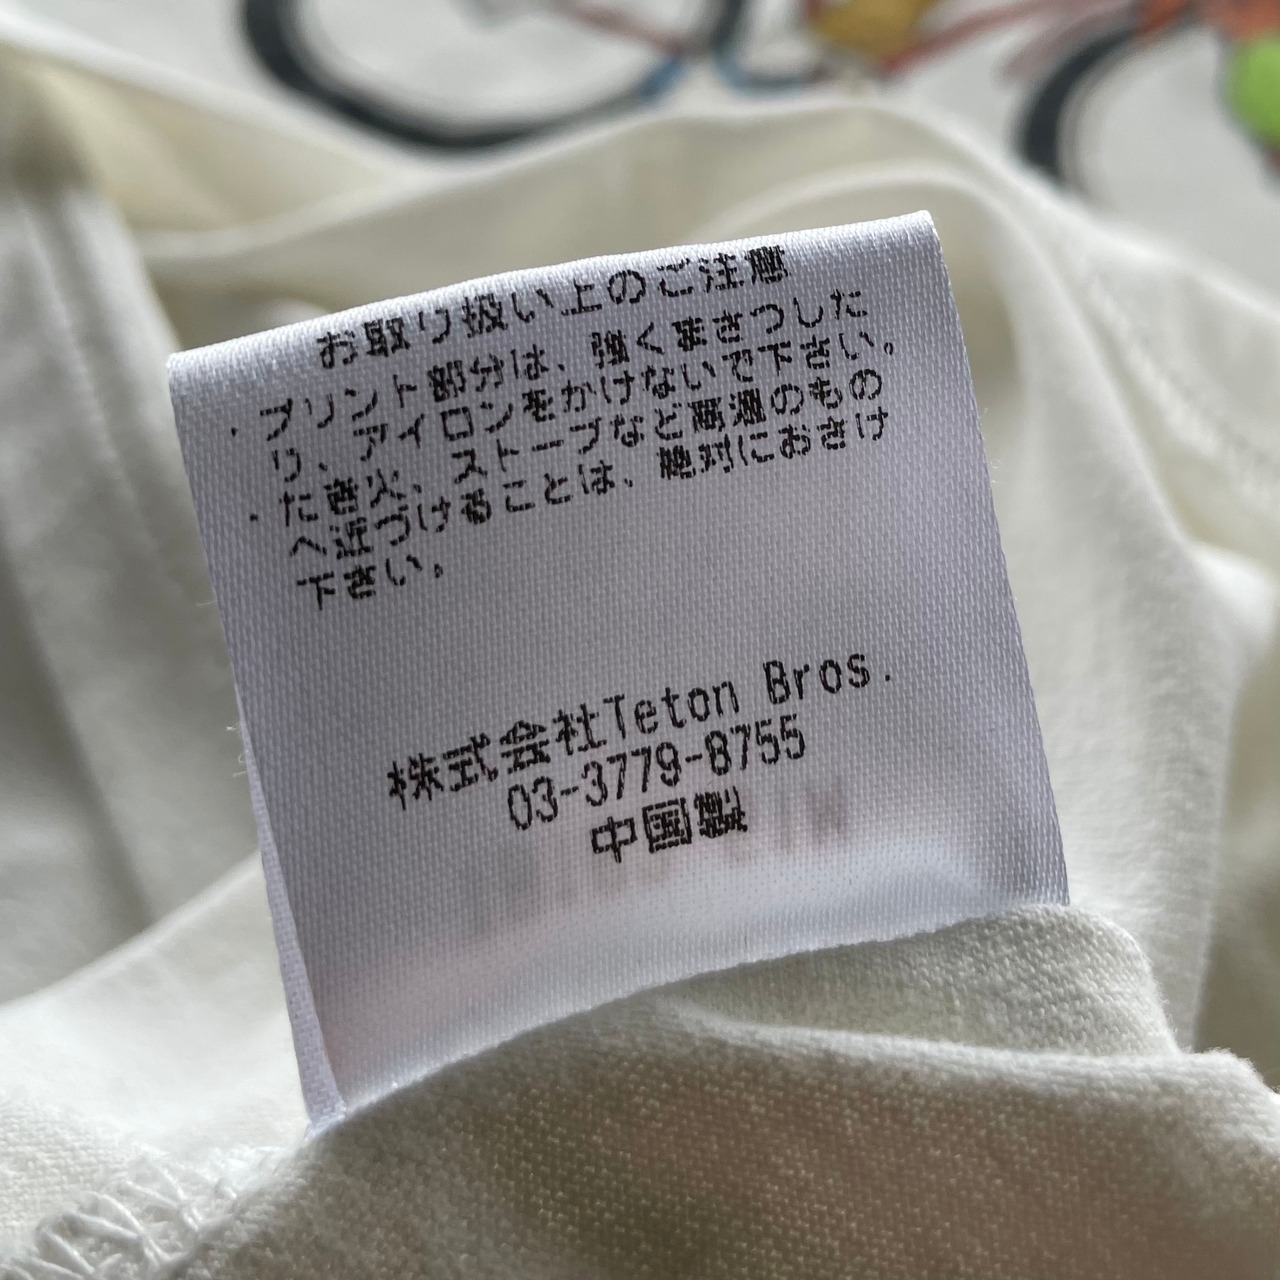 お取り扱い上のご注意
・プリント部分は、強くまさつした
り、アイロンをかけないで下さい。
・たき火、ストーブなど高温のもの
へ近づけることは、絶対におさけ
下さい。
株式会社Teton Bros.
03-3779-8755
中国製